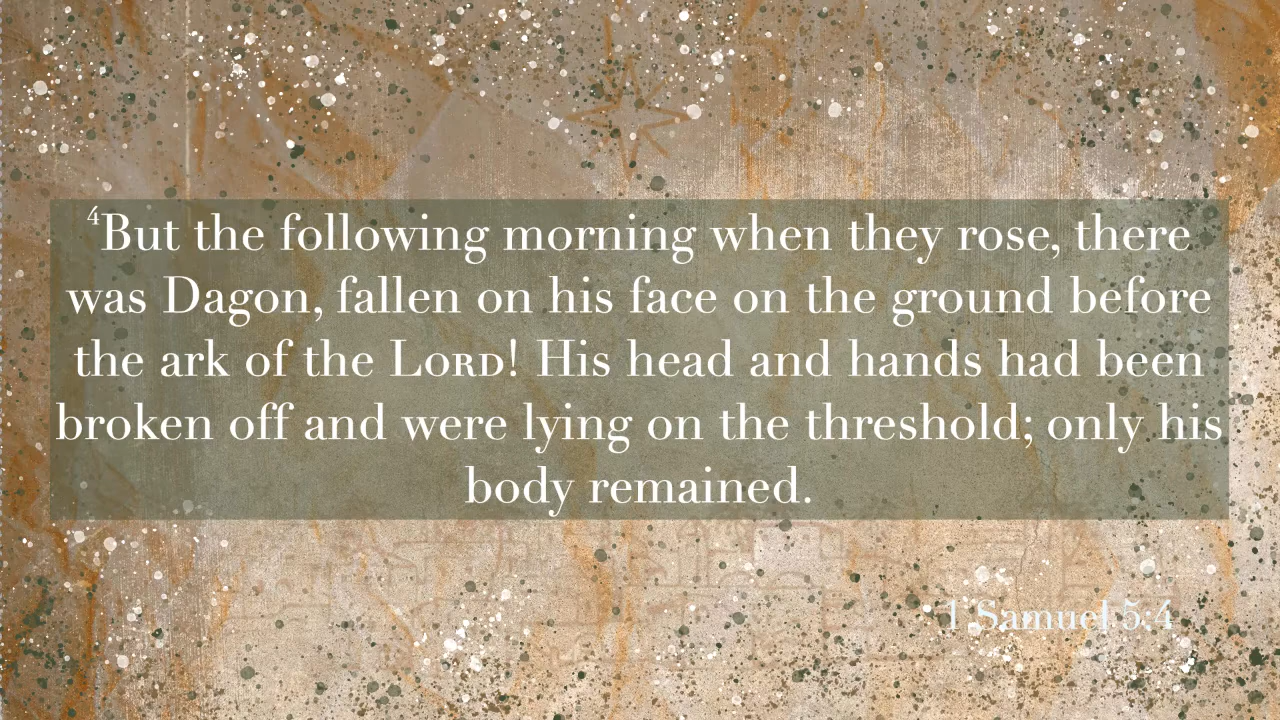 ⁴But the following morning when they rose, there
was Dagon, fallen on his face on the ground before
the ark of the Lᴏʀᴅ! His head and hands had been
broken off and were lying on the threshold; only his
body remained.
1 Samuel 5:4